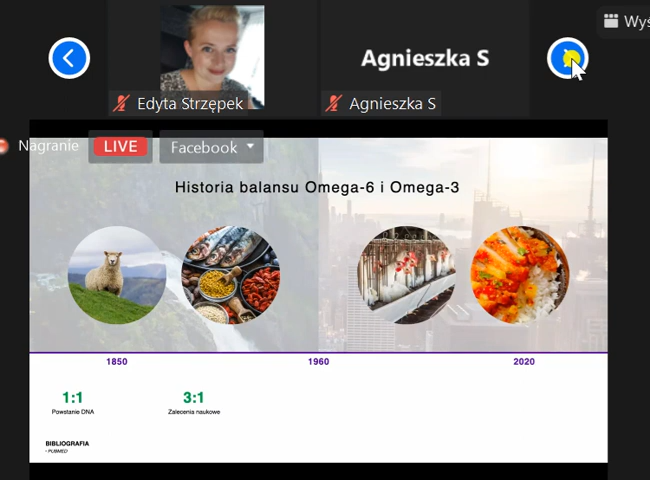 Wyś
Agnieszka S
Edyta Strzępek
Agnieszka S
Nagranie
LIVE
Facebook
Historia balansu Omega-6 i Omega-3
1850
1960
2020
1:1
3:1
Powstanie DNA
Zalecenia naukowe
BIBLIOGRAFIA
- PUBMED